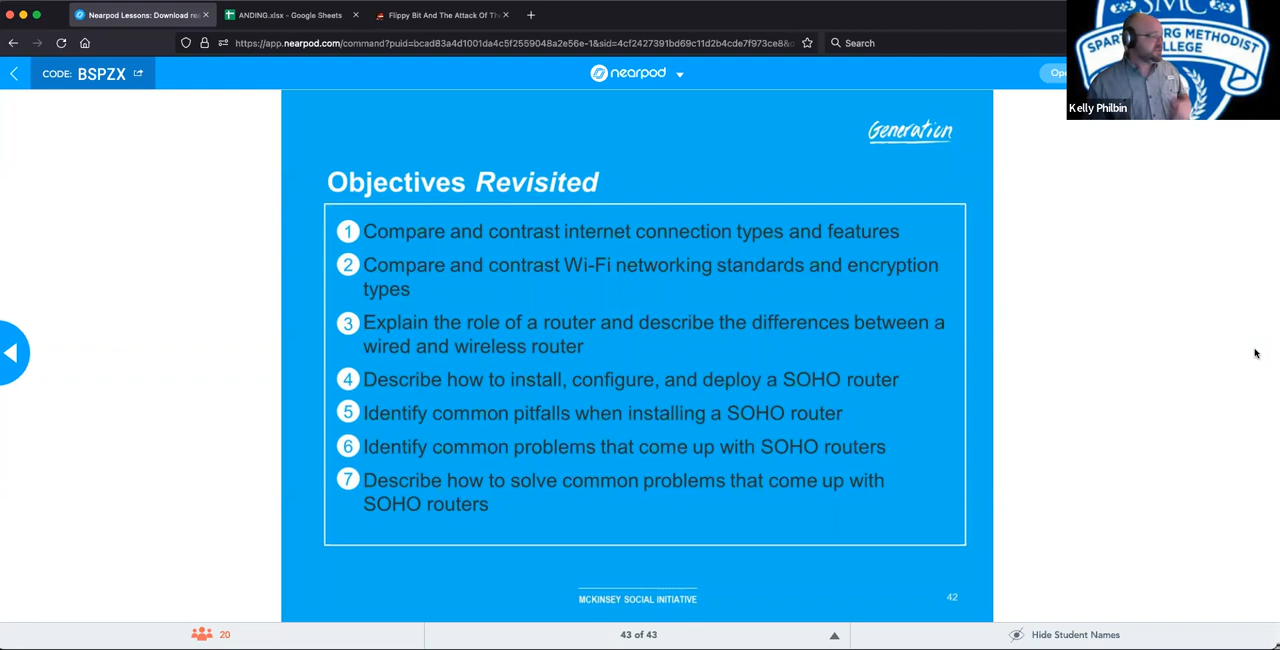 Nearpod Lessons: Download re
ANDING.xlsx - Google Sheets
Flippy Bit And The Attack Of Th
https://app.nearpod.com/command?puid=bcad83a4d1001da4c5f2559048a2e56e-1&sid=4cf2427391bd69c11d2b4cde7f973ce8&
Search
CODE: BSPZX
nearpod
Ope
SMC
SPAR RG METHODIST
LLEGE
Kelly Philbin
Generation
Objectives Revisited
1 Compare and contrast internet connection types and features
2 Compare and contrast Wi-Fi networking standards and encryption
types
3 Explain the role of a router and describe the differences between a
wired and wireless router
4 Describe how to install, configure, and deploy a SOHO router
5 Identify common pitfalls when installing a SOHO router
6 Identify common problems that come up with SOHO routers
7 Describe how to solve common problems that come up with
SOHO routers
MCKINSEY SOCIAL INITIATIVE
42
20
43 of 43
Hide Student Names